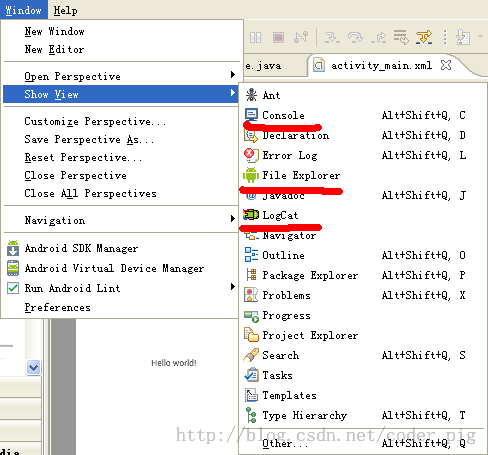 Window Help
New Window
New Editor
Open Perspective
Show View
Customize Perspective...
Save Perspective As...
Reset Perspective...
Close Perspective
Close All Perspectives
Navigation
Android SDK Manager
Android Virtual Device Manager
Run Android Lint
Preferences
e.java activity_main.xml
Ant
Console Alt+Shift+Q, C
Declaration Alt+Shift+Q, D
Error Log Alt+Shift+Q, L
File Explorer
Javadoc Alt+Shift+Q, J
LogCat
Navigator
Outline Alt+Shift+Q, O
Package Explorer Alt+Shift+Q, P
Problems Alt+Shift+Q, X
Progress
Project Explorer
Search Alt+Shift+Q, S
Tasks
Templates
Type Hierarchy Alt+Shift+Q, T
Other... Alt+Shift+Q, Q
Hello world!
dia
http://blog.csdn.net/coder_pig